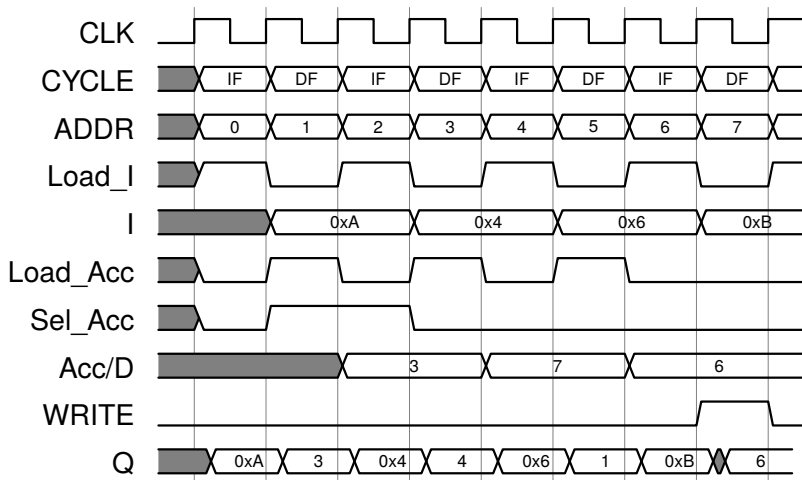 CLK
CYCLE IF DF IF DF IF DF IF DF
ADDR 0 1 2 3 4 5 6 7
Load_I
I 0xA 0x4 0x6 0xB
Load_Acc
Sel_Acc
Acc/D 3 7 6
WRITE
Q 0xA 3 0x4 4 0x6 1 0xB 6